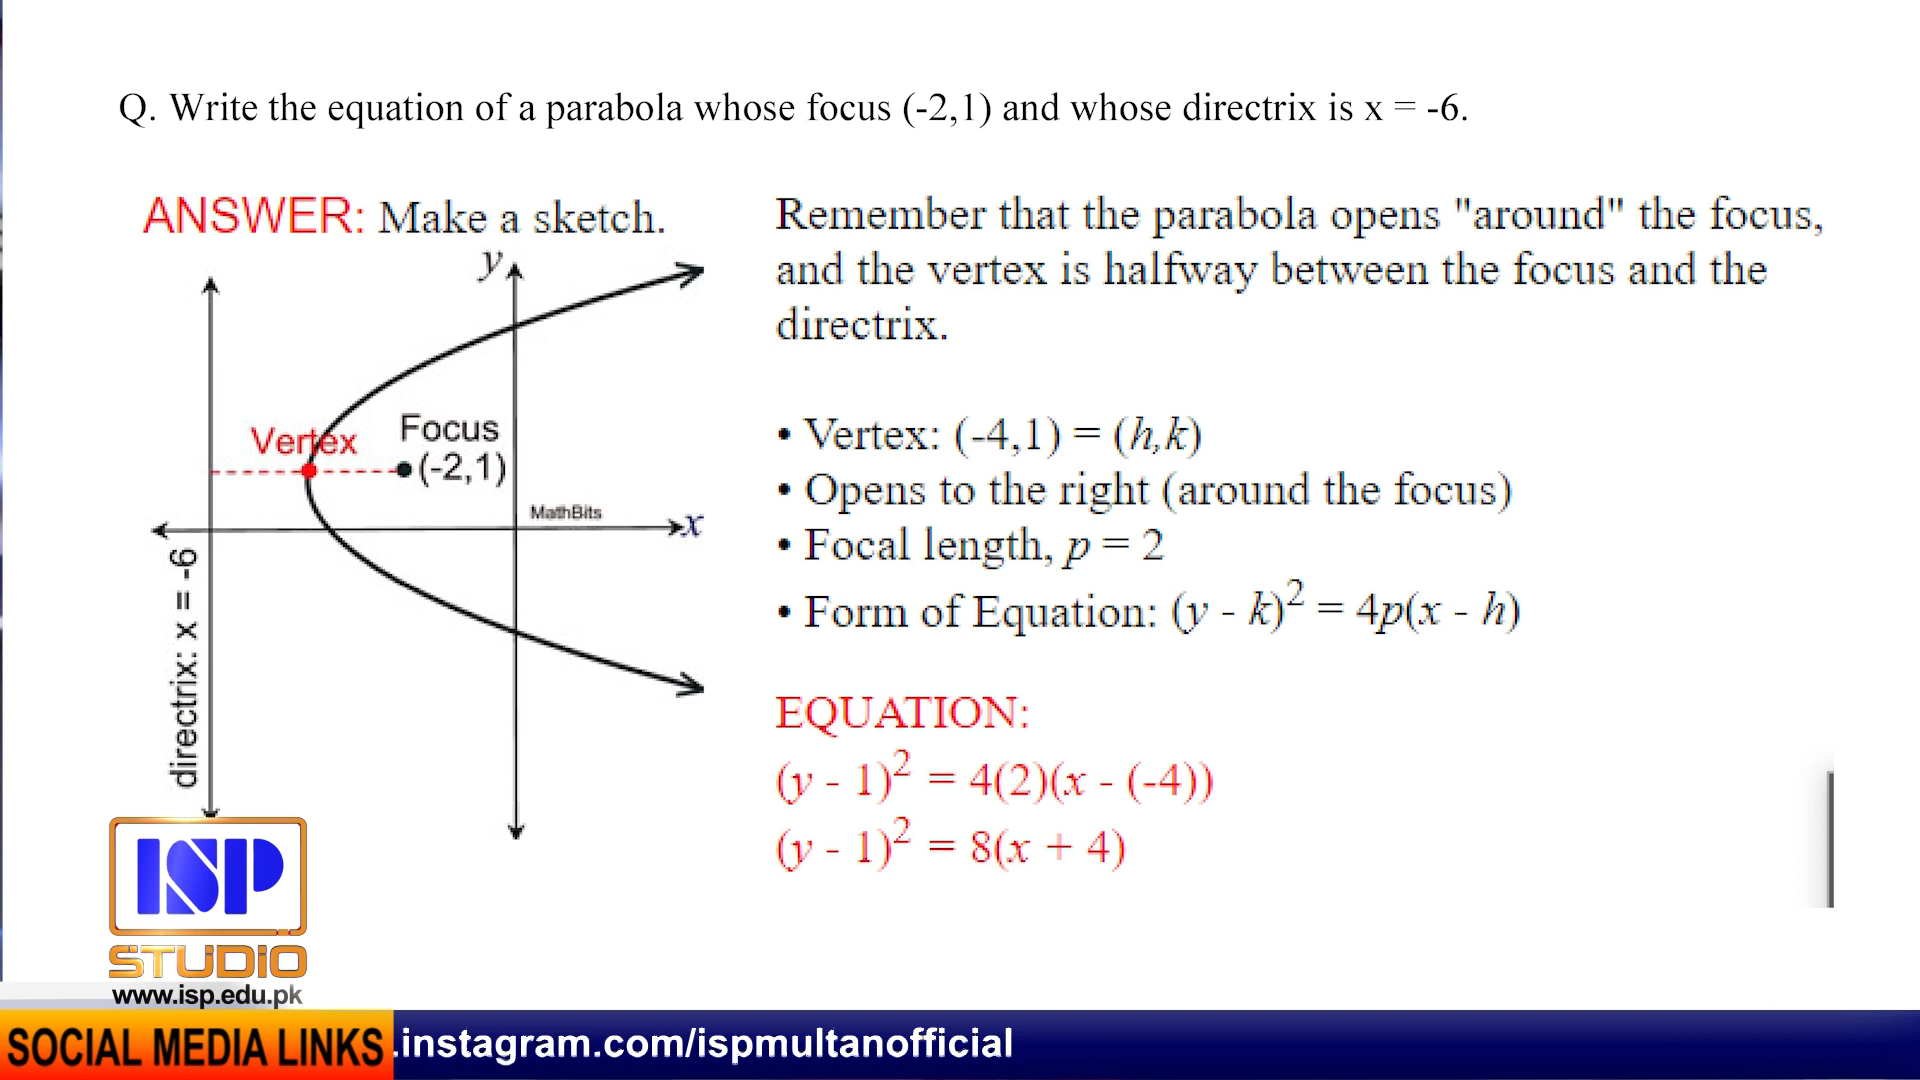 Q. Write the equation of a parabola whose focus (-2,1) and whose directrix is x = -6.
ANSWER: Make a sketch.
y
Vertex
Focus
(-2,1)
MathBits
x
directrix: x = -6
Remember that the parabola opens "around" the focus,
and the vertex is halfway between the focus and the
directrix.
• Vertex: (-4,1) = (h,k)
• Opens to the right (around the focus)
• Focal length, p = 2
• Form of Equation: (y - k)² = 4p(x - h)
EQUATION:
(y - 1)² = 4(2)(x - (-4))
(y - 1)² = 8(x + 4)
ISP
STUDIO
www.isp.edu.pk
SOCIAL MEDIA LINKS
.instagram.com/ispmultanofficial